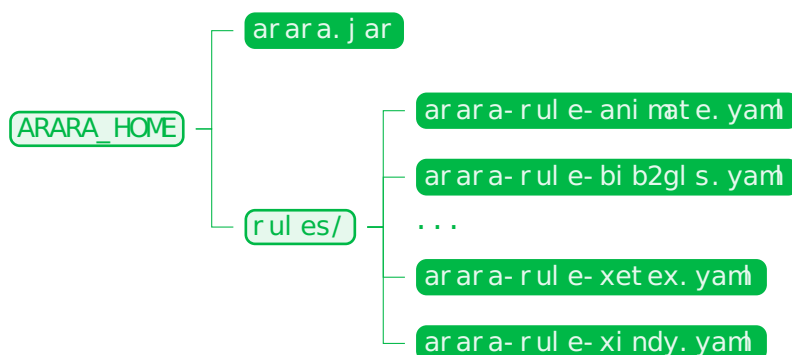 arara.jar
arara-rule-animate.yaml
ARARA_HOME
arara-rule-bib2gls.yaml
rules/
...
arara-rule-xetex.yaml
arara-rule-xindy.yaml